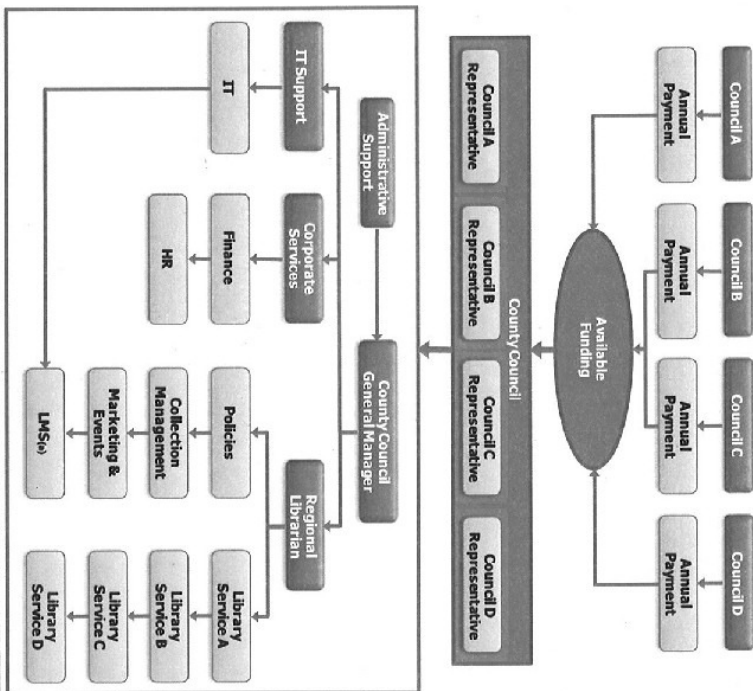 Council A
Council B
Council C
Council D
Annual
Payment
Annual
Payment
Annual
Payment
Annual
Payment
Available
Funding
County Council
Council A
Representative
Council B
Representative
Council C
Representative
Council D
Representative
Administrative
Support
County Council
General Manager
IT Support
Corporate
Services
Regional
Librarian
IT
Finance
HR
Policies
Collection
Management
Marketing &
Events
LMS(e)
Library
Service A
Library
Service B
Library
Service C
Library
Service D